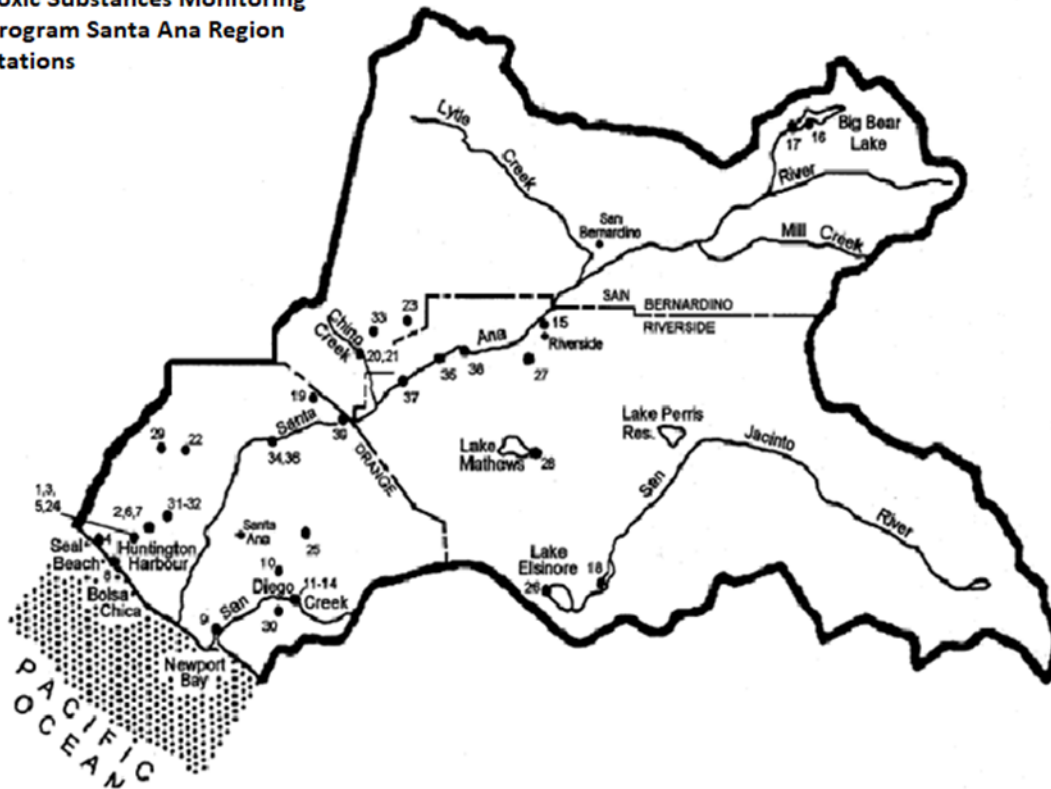 oxic Substances Monitoring
rogram Santa Ana Region
tations
Lytle
Creek
17 16
Big Bear
Lake
River
San
Bernardino
Mill Creek
SAN BERNARDINO
RIVERSIDE
33
23
Chino
Creek
20,21
Ana
15
Riverside
36
38
27
37
19
Santa
39
34,36
ORANGE
29
22
Lake
Mathews
28
Lake Perris
Res.
San
Jacinto
River
1,3,
5,24
2,6,7
31-32
4
Seal
Beach
Huntington
Harbour
8
Bolsa
Chica
Santa
Ana
25
10
Diego
11-14
Creek
San
9
30
Newport
Bay
Lake
Elsinore
18
26
PACIFIC
OCEAN